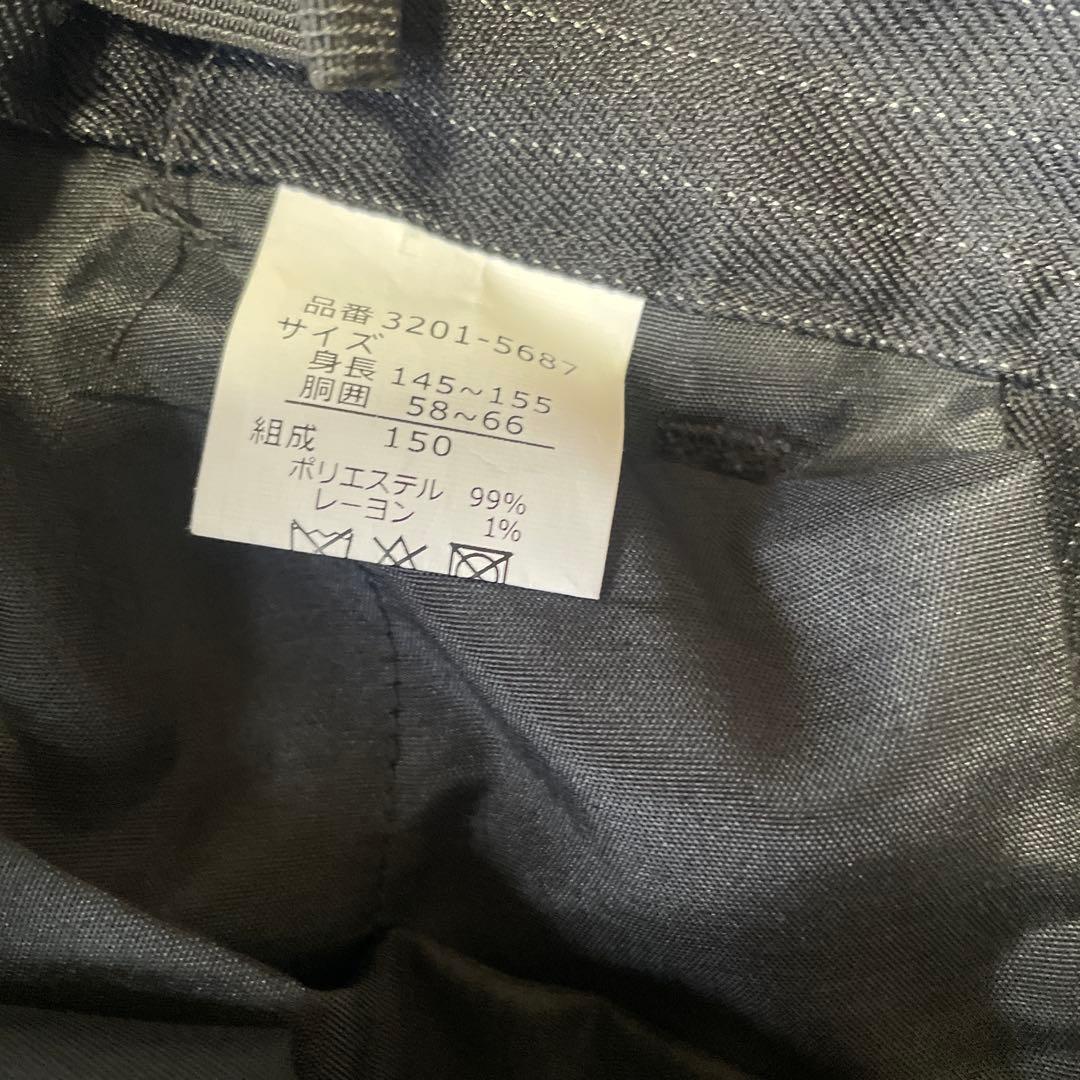 品番 3201-5687
サイズ
身長 145～155
胴囲 58～66
150
組成
ポリエステル 99%
レーヨン 1%